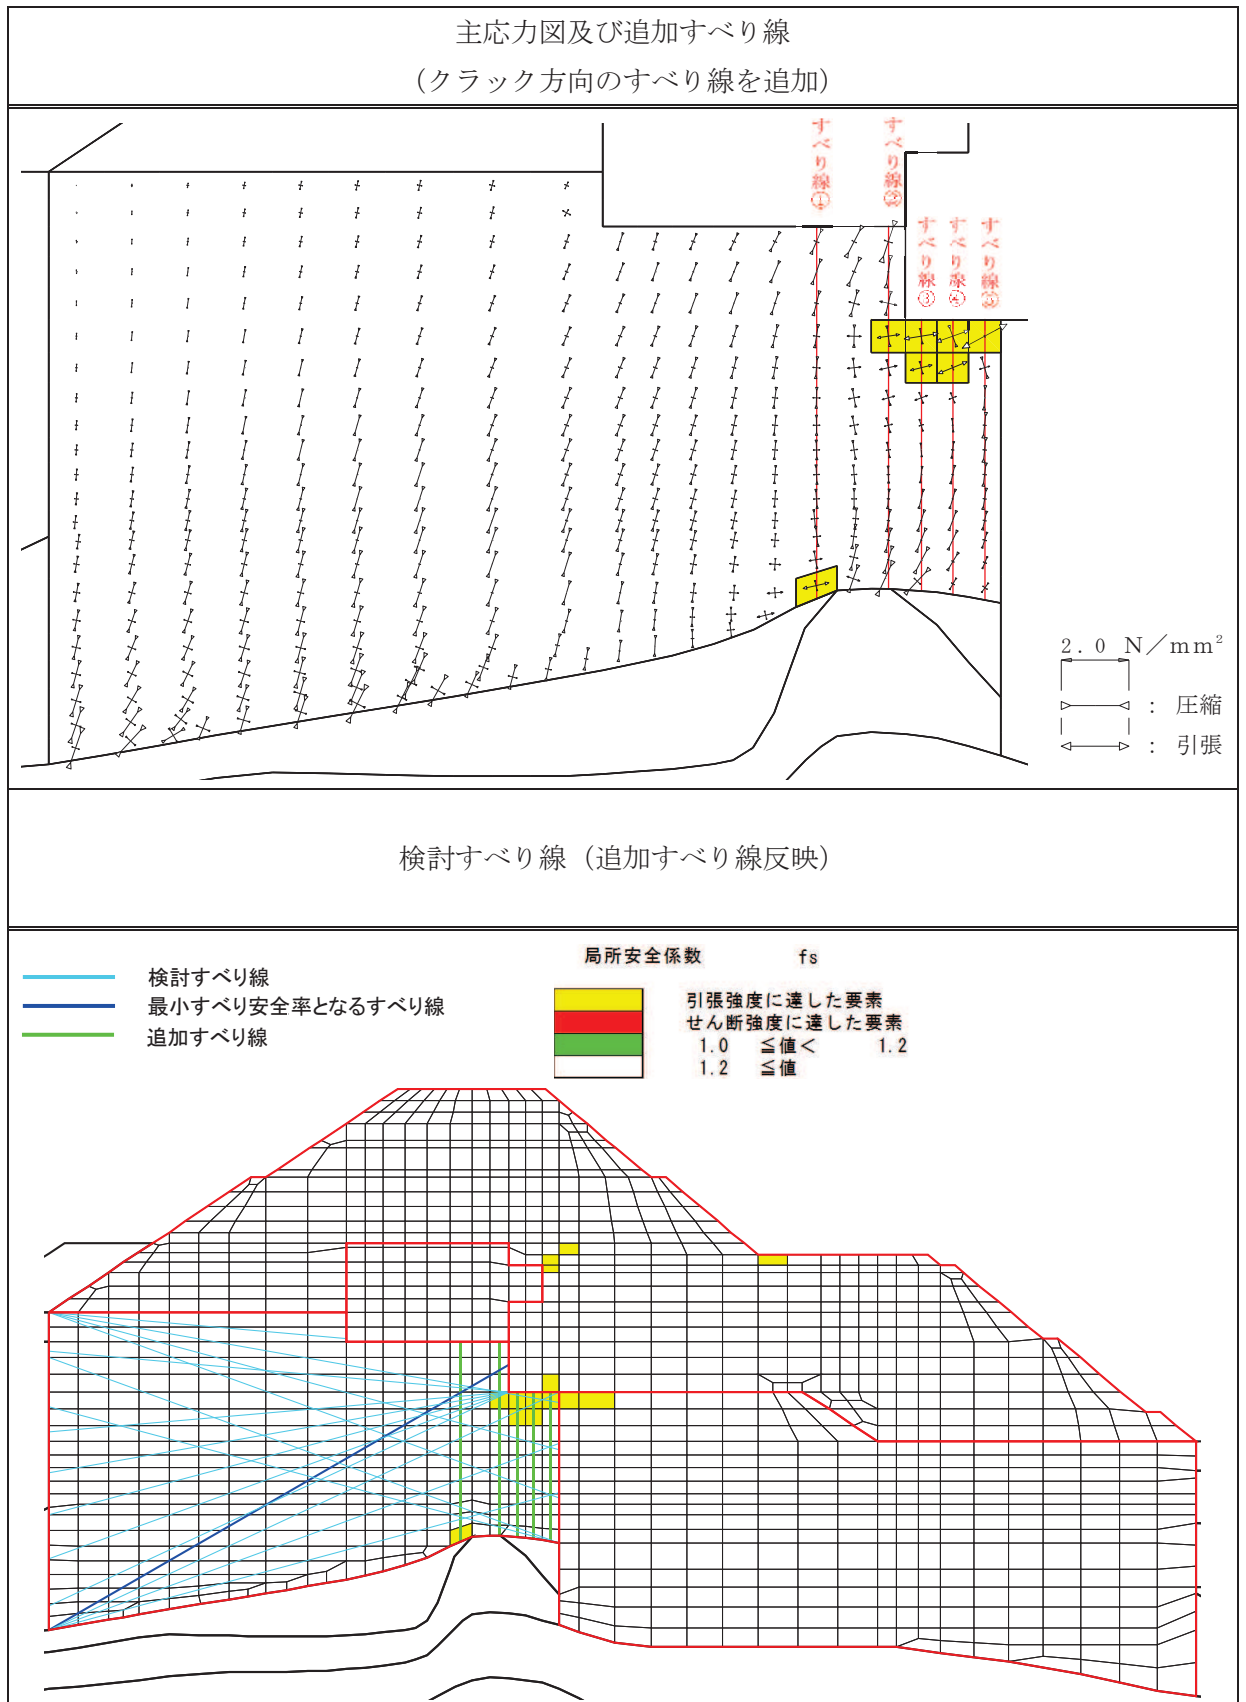 主応力図及び追加すべり線
（クラック方向のすべり線を追加）
すべり線①
すべり線②
すべり線③
すべり線④
すべり線⑤
2.0 N／mm²
： 圧縮
： 引張
検討すべり線（追加すべり線反映）
検討すべり線
最小すべり安全率となるすべり線
追加すべり線
局所安全係数 fs
引張強度に達した要素
せん断強度に達した要素
1.0 ≦値＜ 1.2
1.2 ≦値